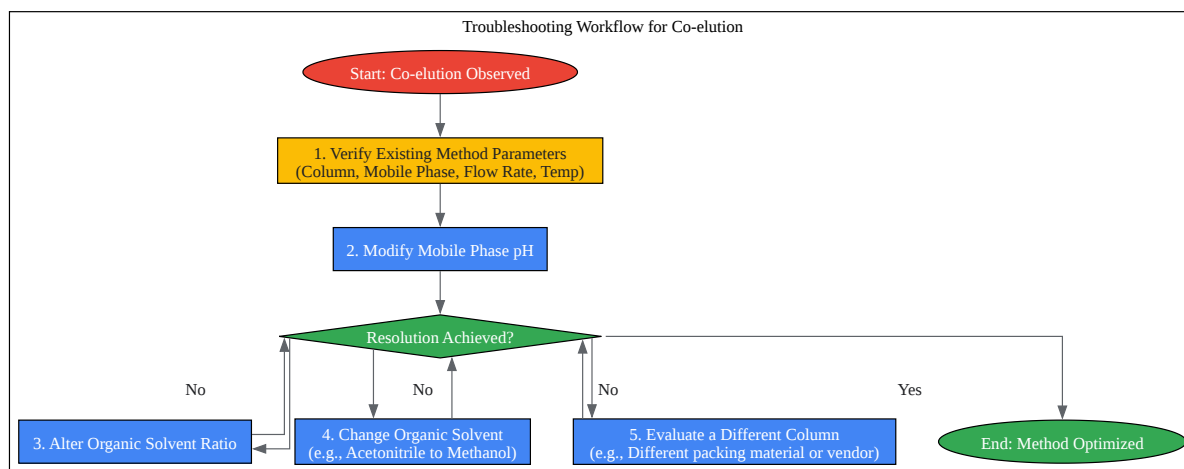 Troubleshooting Workflow for Co-elution
Start: Co-elution Observed
1. Verify Existing Method Parameters
(Column, Mobile Phase, Flow Rate, Temp)
2. Modify Mobile Phase pH
Resolution Achieved?
No
No
No
Yes
3. Alter Organic Solvent Ratio
4. Change Organic Solvent
(e.g., Acetonitrile to Methanol)
5. Evaluate a Different Column
(e.g., Different packing material or vendor)
End: Method Optimized